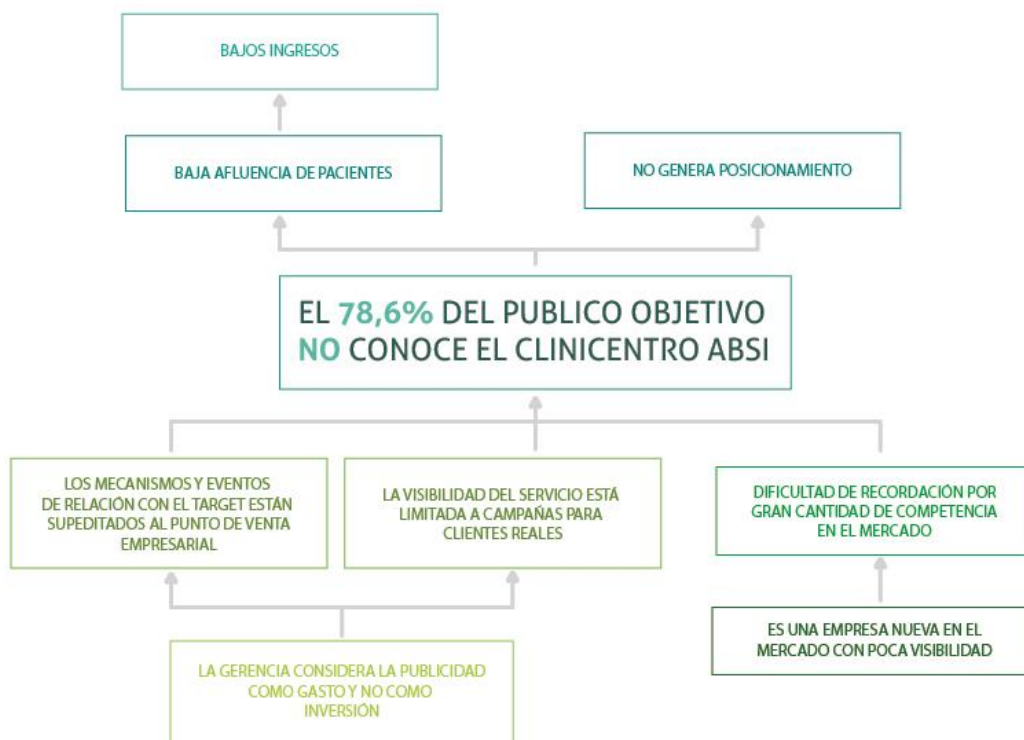 BAJOS INGRESOS
BAJA AFLUENCIA DE PACIENTES
NO GENERA POSICIONAMIENTO
EL 78,6% DEL PUBLICO OBJETIVO
NO CONOCE EL CLINICENTRO ABSI
LOS MECANISMOS Y EVENTOS
DE RELACIÓN CON EL TARGET ESTÁN
SUPEDITADOS AL PUNTO DE VENTA
EMPRESARIAL
LA VISIBILIDAD DEL SERVICIO ESTÁ
LIMITADA A CAMPAÑAS PARA
CLIENTES REALES
DIFICULTAD DE RECORDACIÓN POR
GRAN CANTIDAD DE COMPETENCIA
EN EL MERCADO
LA GERENCIA CONSIDERA LA PUBLICIDAD
COMO GASTO Y NO COMO
INVERSIÓN
ES UNA EMPRESA NUEVA EN EL
MERCADO CON POCA VISIBILIDAD